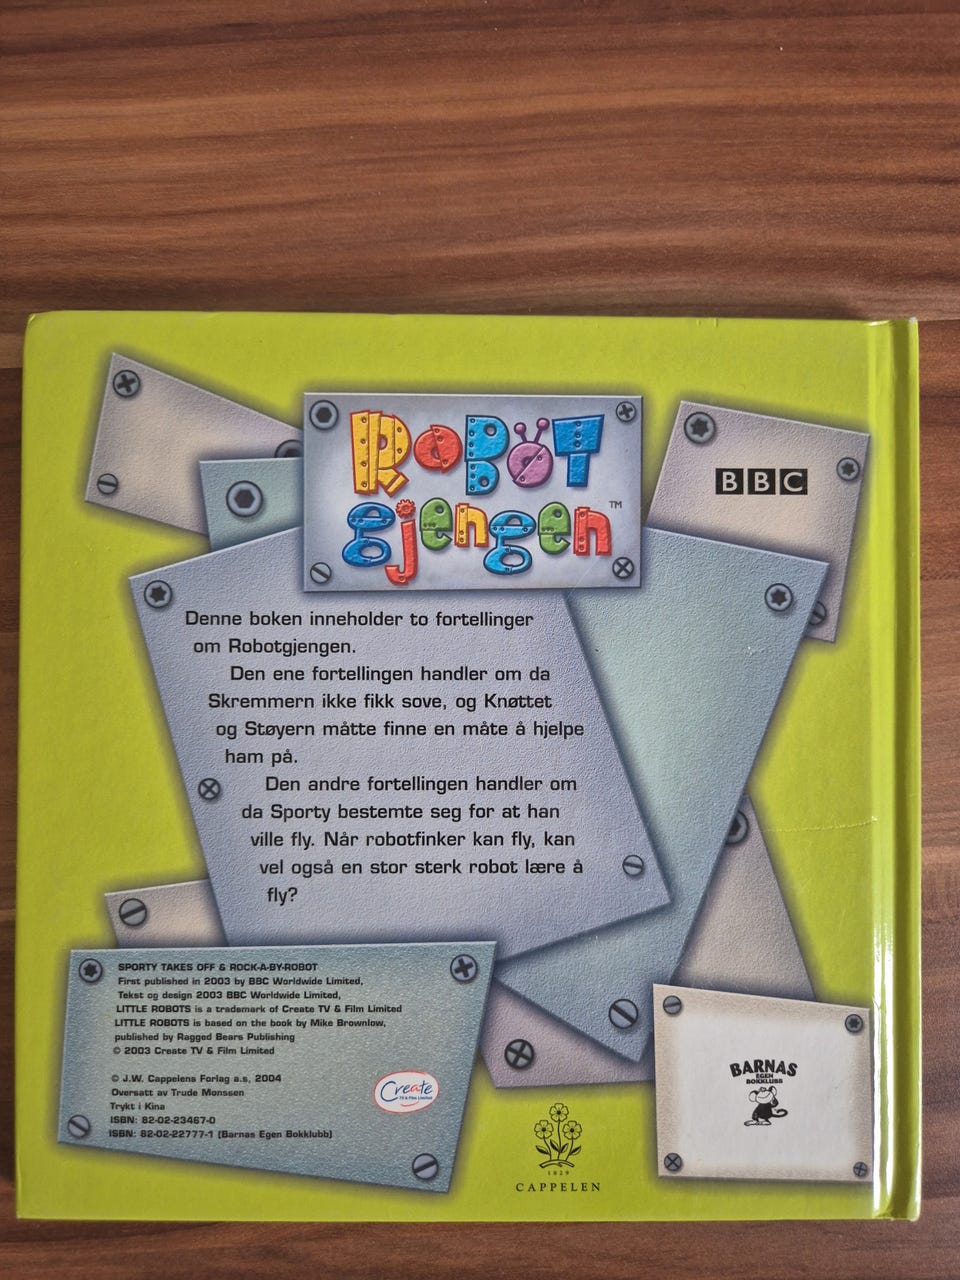 ROBOT
gjengen™
BBC
Denne boken inneholder to fortellinger
om Robotgjengen.
Den ene fortellingen handler om da
Skremmern ikke fikk sove, og Knøttet
og Støyern måtte finne en måte å hjelpe
ham på.
Den andre fortellingen handler om
da Sporty bestemte seg for at han
ville fly. Når robotfinker kan fly, kan
vel også en stor sterk robot lære å
fly?
SPORTY TAKES OFF & ROCK-A-BY-ROBOT
First published in 2003 by BBC Worldwide Limited,
Tekst og design 2003 BBC Worldwide Limited,
LITTLE ROBOTS is a trademark of Create TV & Film Limited
LITTLE ROBOTS is based on the book by Mike Brownlow,
published by Ragged Bears Publishing
© 2003 Create TV & Film Limited
© J.W. Cappelens Forlag a.s, 2004
Oversatt av Trude Monssen
Trykt i Kina
ISBN: 82-02-23467-0
ISBN: 82-02-22777-1 (Barnas Egen Bokklubb)
Create
TV & Film Limited
1829
CAPPELEN
BARNAS
EGEN
BOKKLUBB